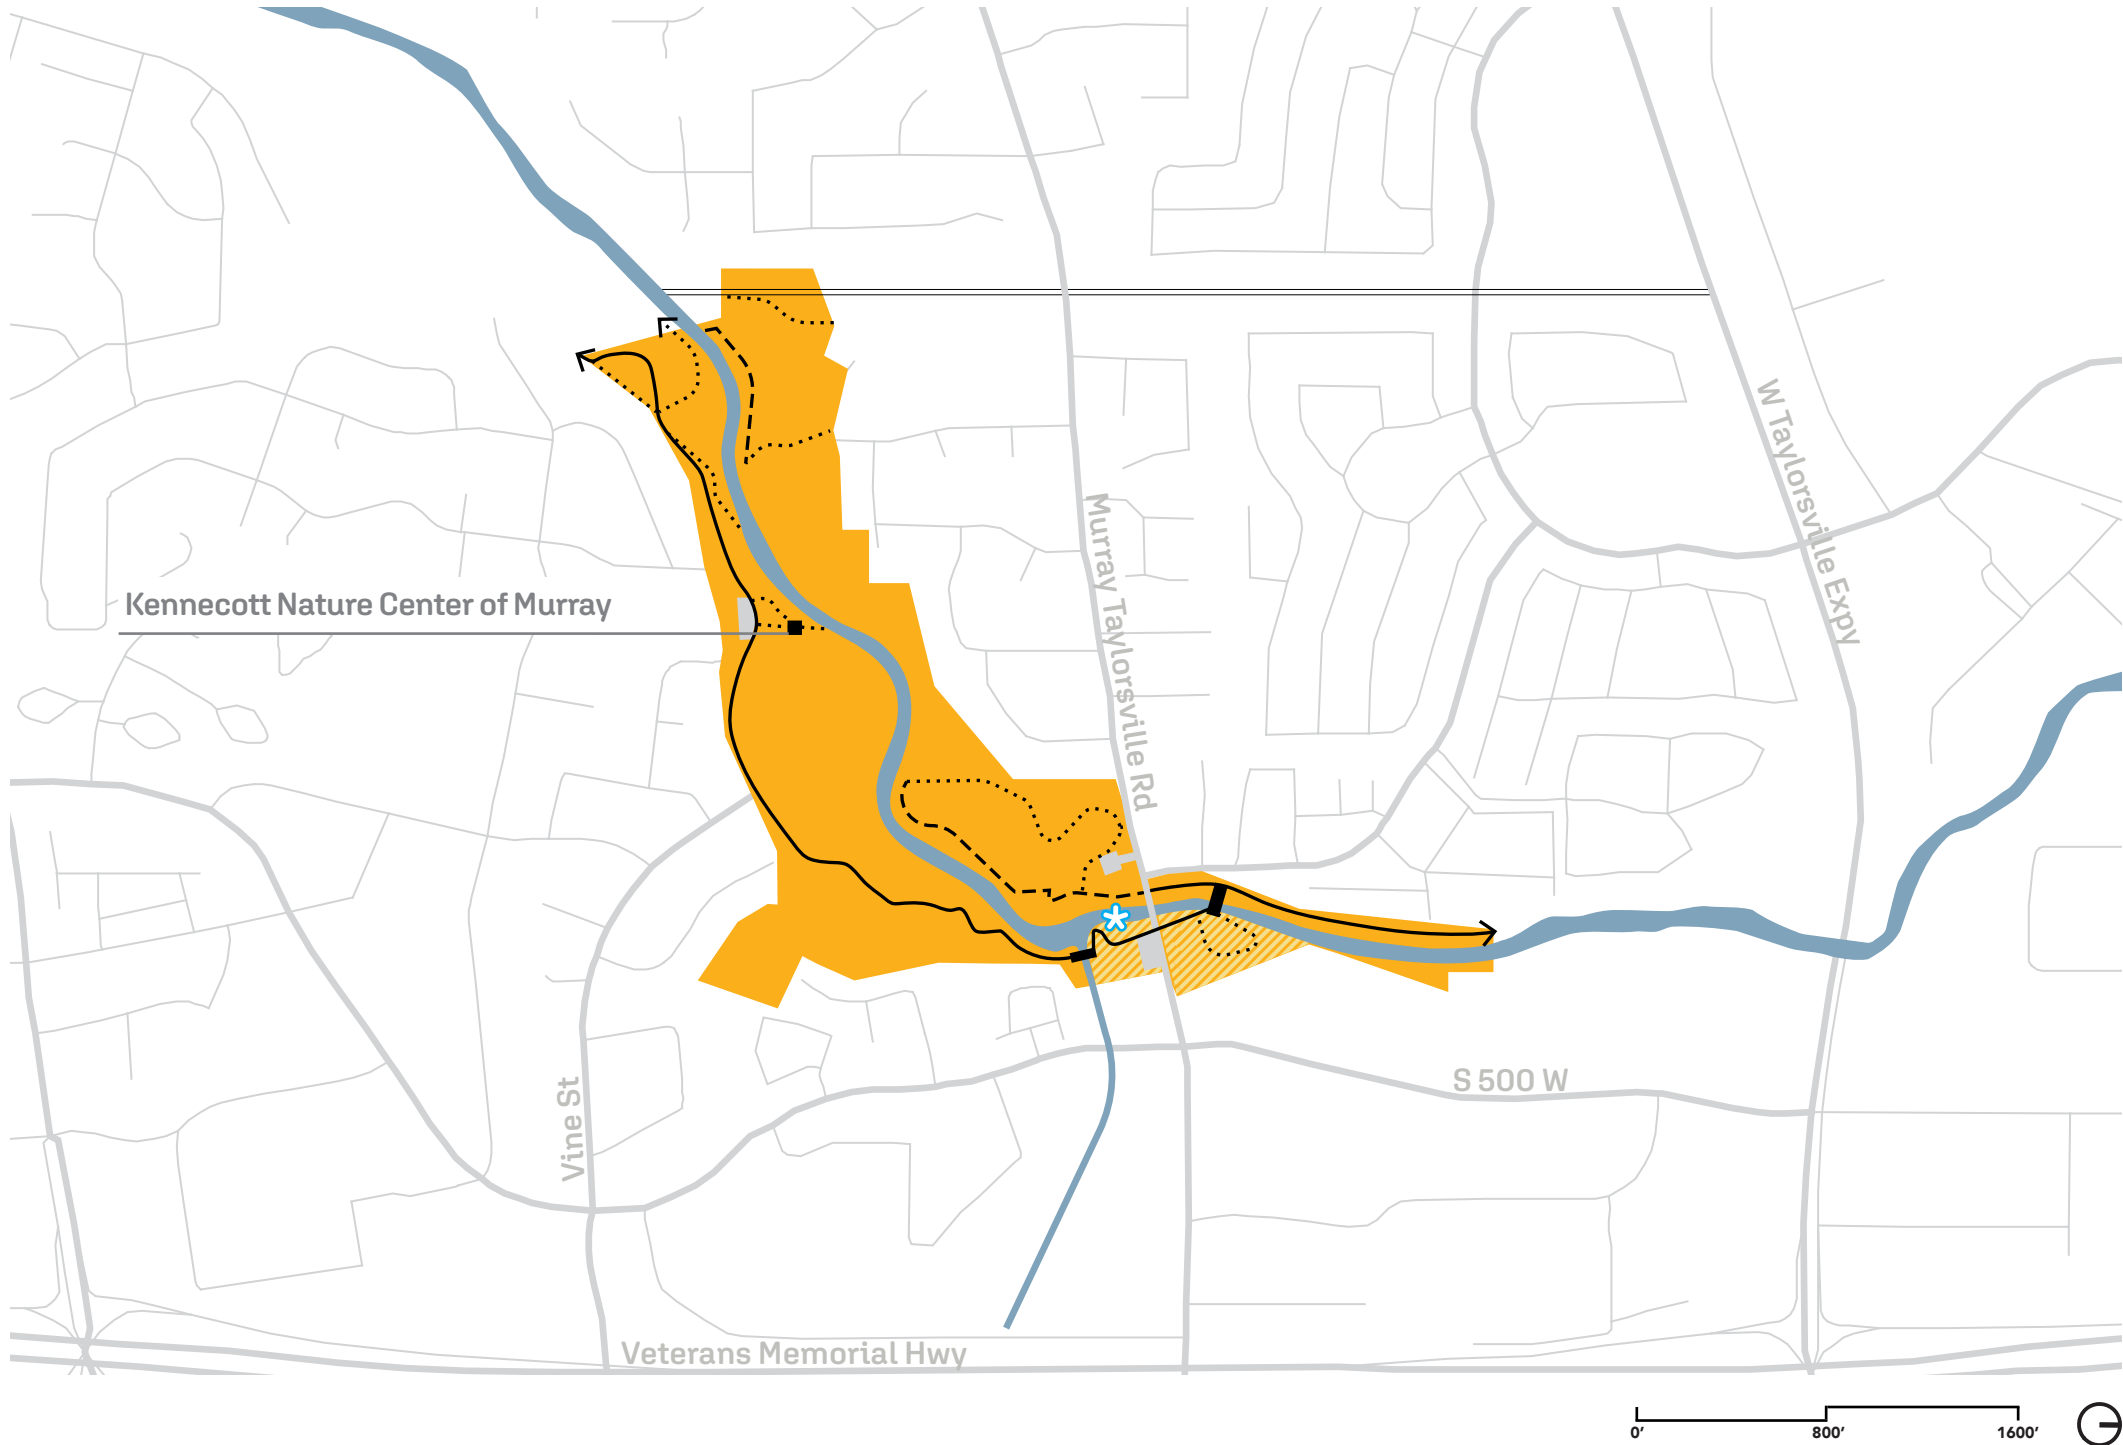 W Taylorsville Expy
Murray Taylorsville Rd
Kennecott Nature Center of Murray
S 500 W
Vine St
Veterans Memorial Hwy
0' 800' 1600'